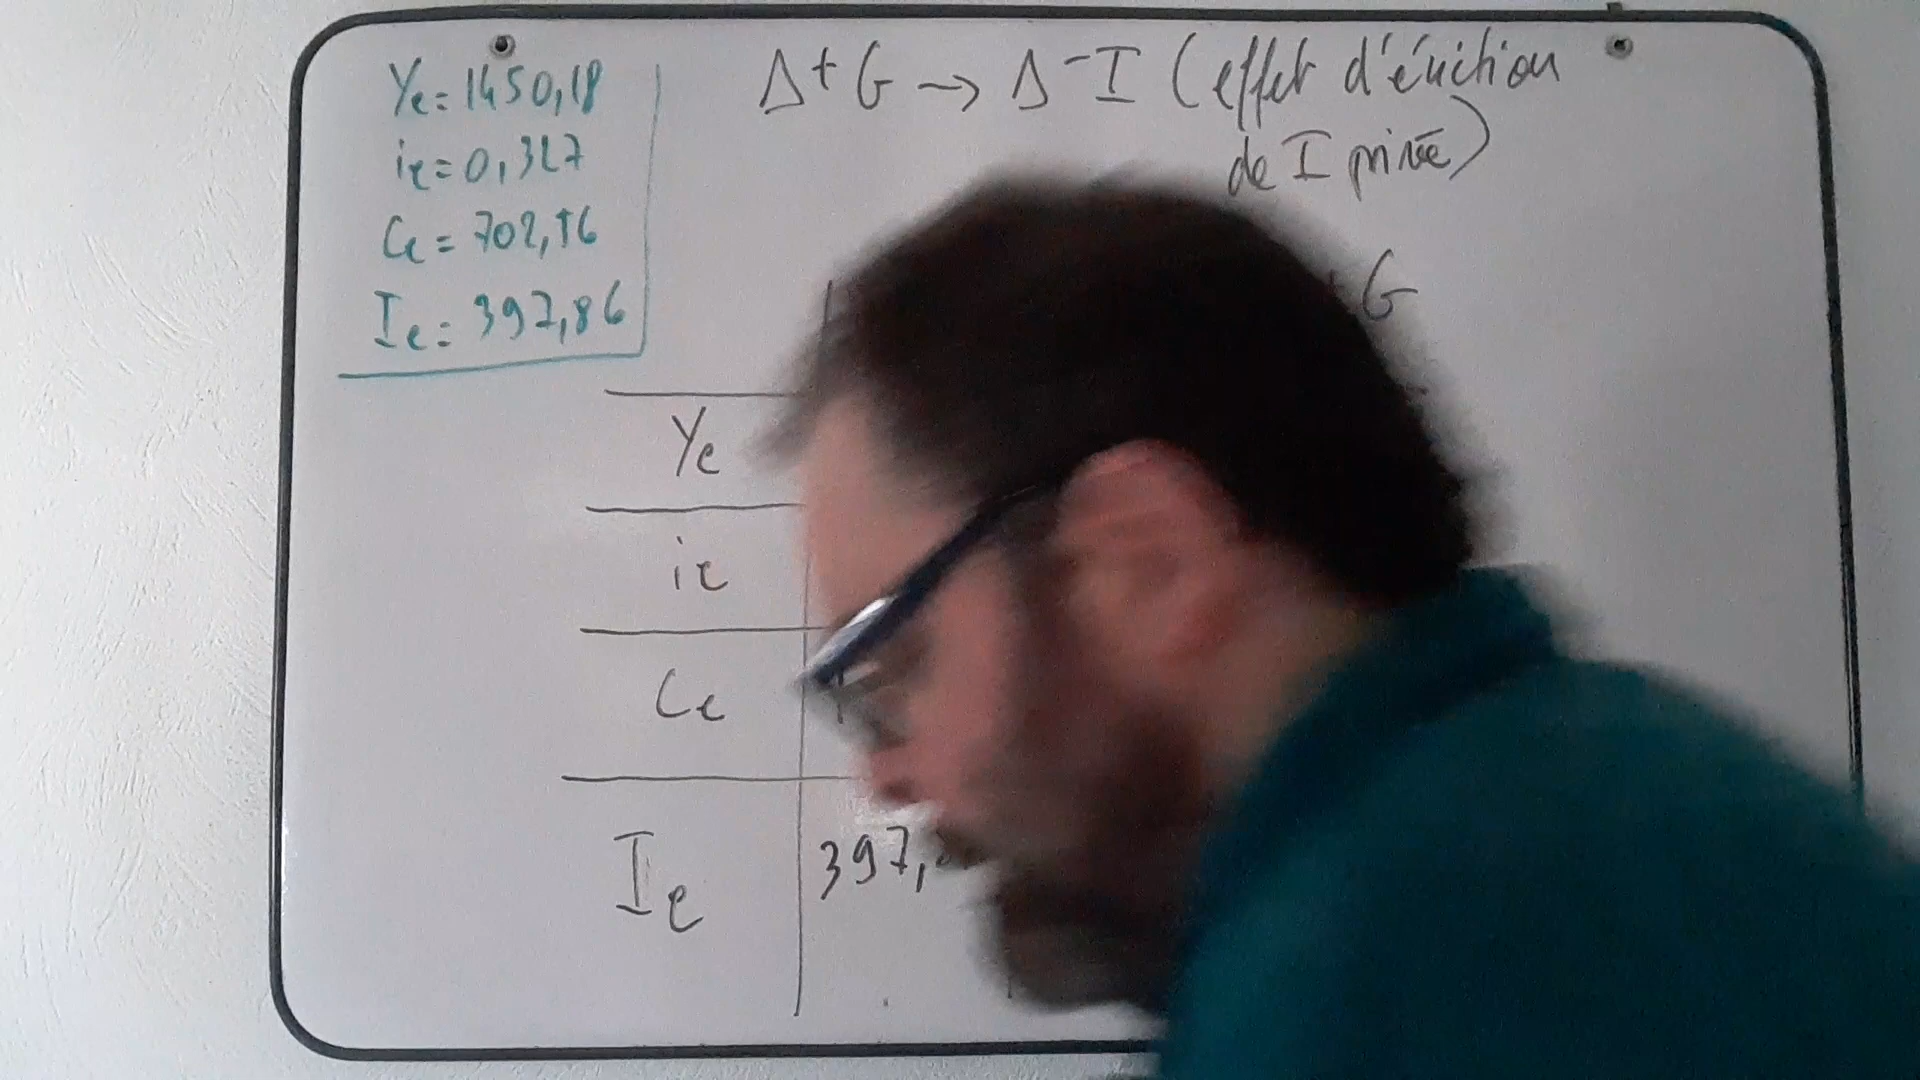 Ye = 1450,18
ie = 0,327
Ce = 702,16
Ie = 397,86
Δ+ G → Δ- I (effet d'éviction
de I privée)
G
Ye
ie
Ce
Ie 397,